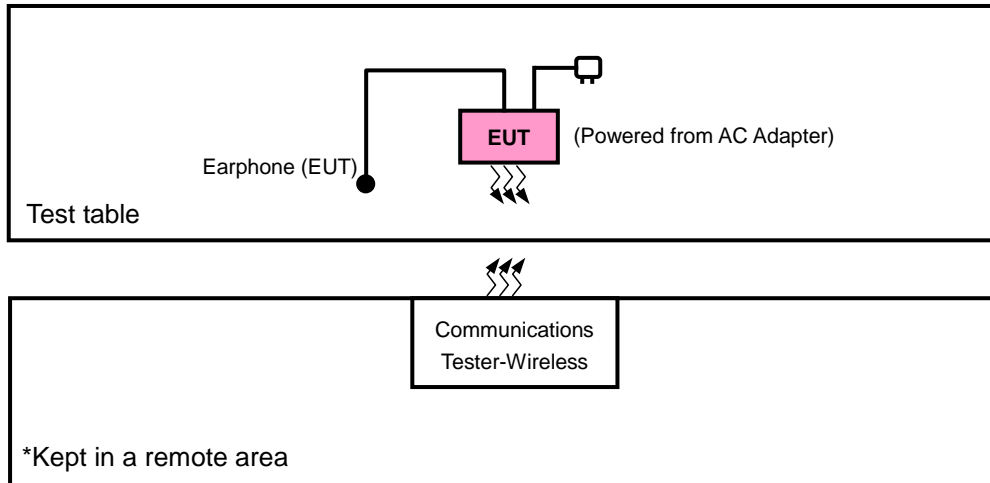 EUT
(Powered from AC Adapter)
Earphone (EUT)
Test table
Communications
Tester-Wireless
*Kept in a remote area